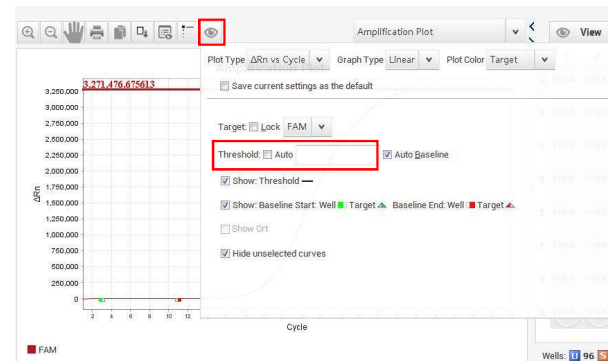 Amplification Plot
View
Plot Type ΔRn vs Cycle Graph Type Linear Plot Color Target
Save current settings as the default
Target: Lock FAM
Threshold: Auto Auto Baseline
Show: Threshold
Show: Baseline Start: Well Target Baseline End: Well Target
Show Crt
Hide unselected curves
3,271,476.675613
3,250,000
3,000,000
2,750,000
2,500,000
2,250,000
2,000,000
1,750,000
1,500,000
1,250,000
1,000,000
750,000
500,000
250,000
0
ΔRn
2 4 6 8 10 12
Cycle
FAM
Wells: U 96 S